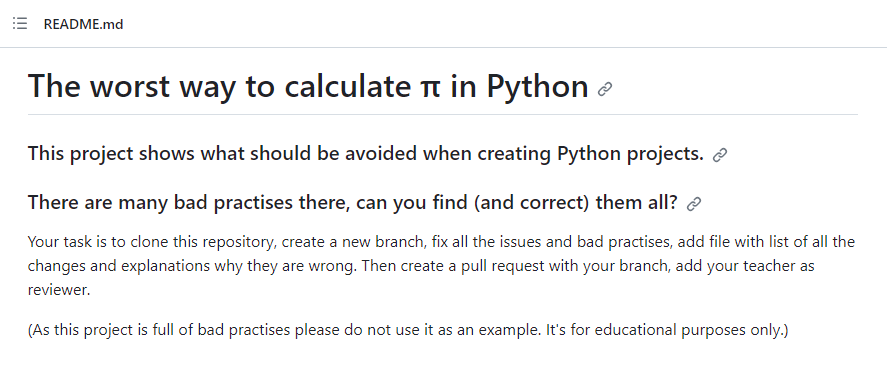 README.md
The worst way to calculate π in Python
This project shows what should be avoided when creating Python projects.
There are many bad practises there, can you find (and correct) them all?
Your task is to clone this repository, create a new branch, fix all the issues and bad practises, add file with list of all the
changes and explanations why they are wrong. Then create a pull request with your branch, add your teacher as
reviewer.
(As this project is full of bad practises please do not use it as an example. It's for educational purposes only.)